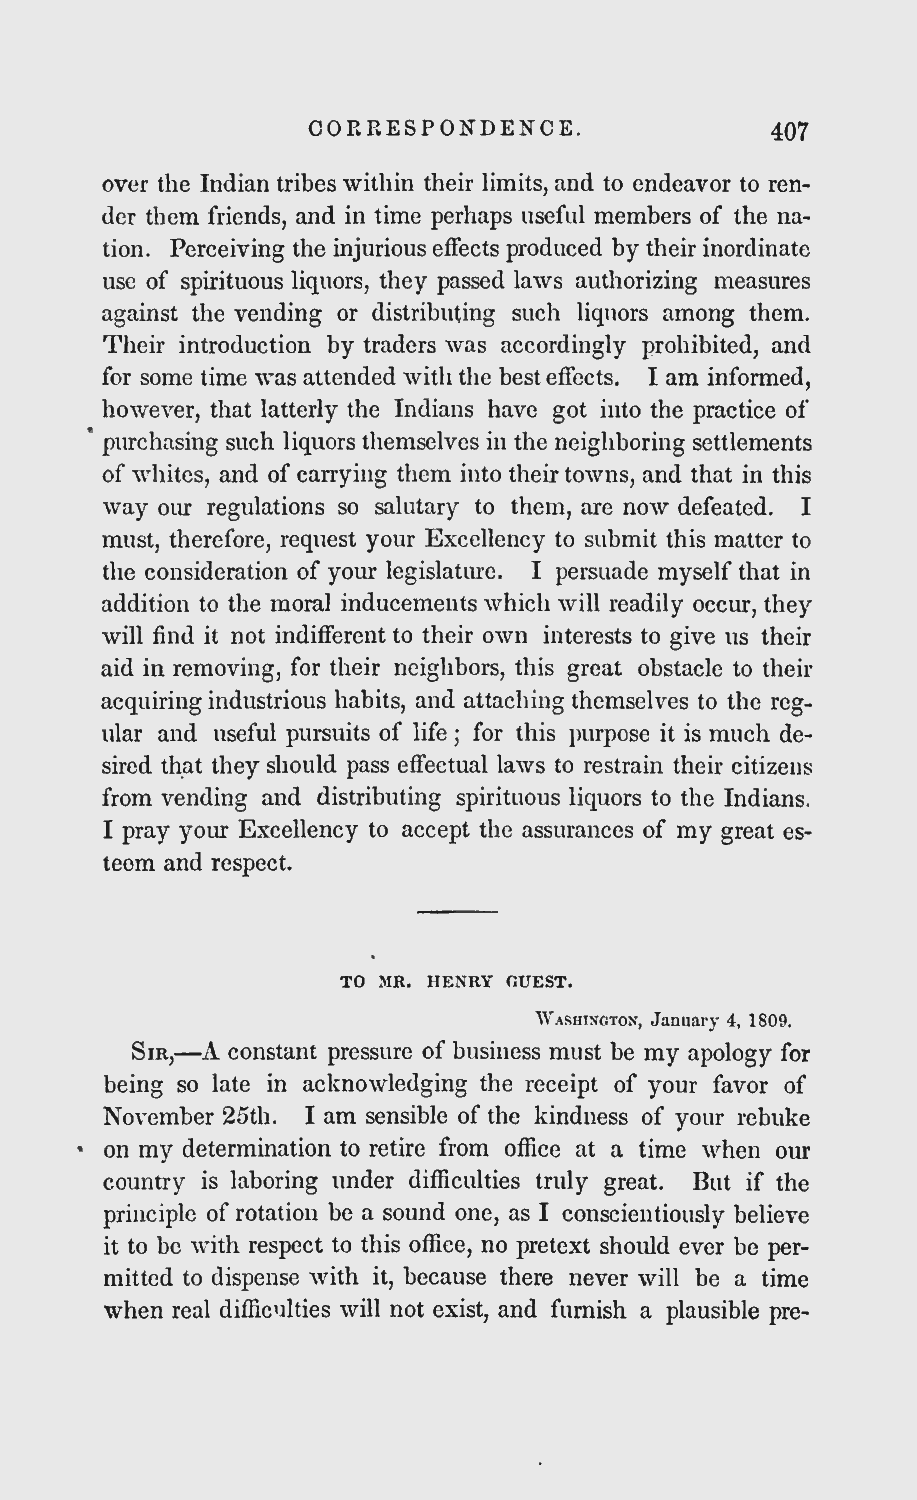 CORRESPONDENCE. 407
over the Indian tribes within their limits, and to endeavor to ren-
der them friends, and in time perhaps useful members of the na-
tion. Perceiving the injurious effects produced by their inordinate
use of spirituous liquors, they passed laws authorizing measures
against the vending or distributing such liquors among them.
Their introduction by traders was accordingly prohibited, and
for some time was attended with the best effects. I am informed,
however, that latterly the Indians have got into the practice of
purchasing such liquors themselves in the neighboring settlements
of whites, and of carrying them into their towns, and that in this
way our regulations so salutary to them, are now defeated. I
must, therefore, request your Excellency to submit this matter to
the consideration of your legislature. I persuade myself that in
addition to the moral inducements which will readily occur, they
will find it not indifferent to their own interests to give us their
aid in removing, for their neighbors, this great obstacle to their
acquiring industrious habits, and attaching themselves to the reg-
ular and useful pursuits of life; for this purpose it is much de-
sired that they should pass effectual laws to restrain their citizens
from vending and distributing spirituous liquors to the Indians.
I pray your Excellency to accept the assurances of my great es-
teem and respect.
TO MR. HENRY GUEST.
WASHINGTON, January 4, 1809.
SIR,—A constant pressure of business must be my apology for
being so late in acknowledging the receipt of your favor of
November 25th. I am sensible of the kindness of your rebuke
on my determination to retire from office at a time when our
country is laboring under difficulties truly great. But if the
principle of rotation be a sound one, as I conscientiously believe
it to be with respect to this office, no pretext should ever be per-
mitted to dispense with it, because there never will be a time
when real difficulties will not exist, and furnish a plausible pre-